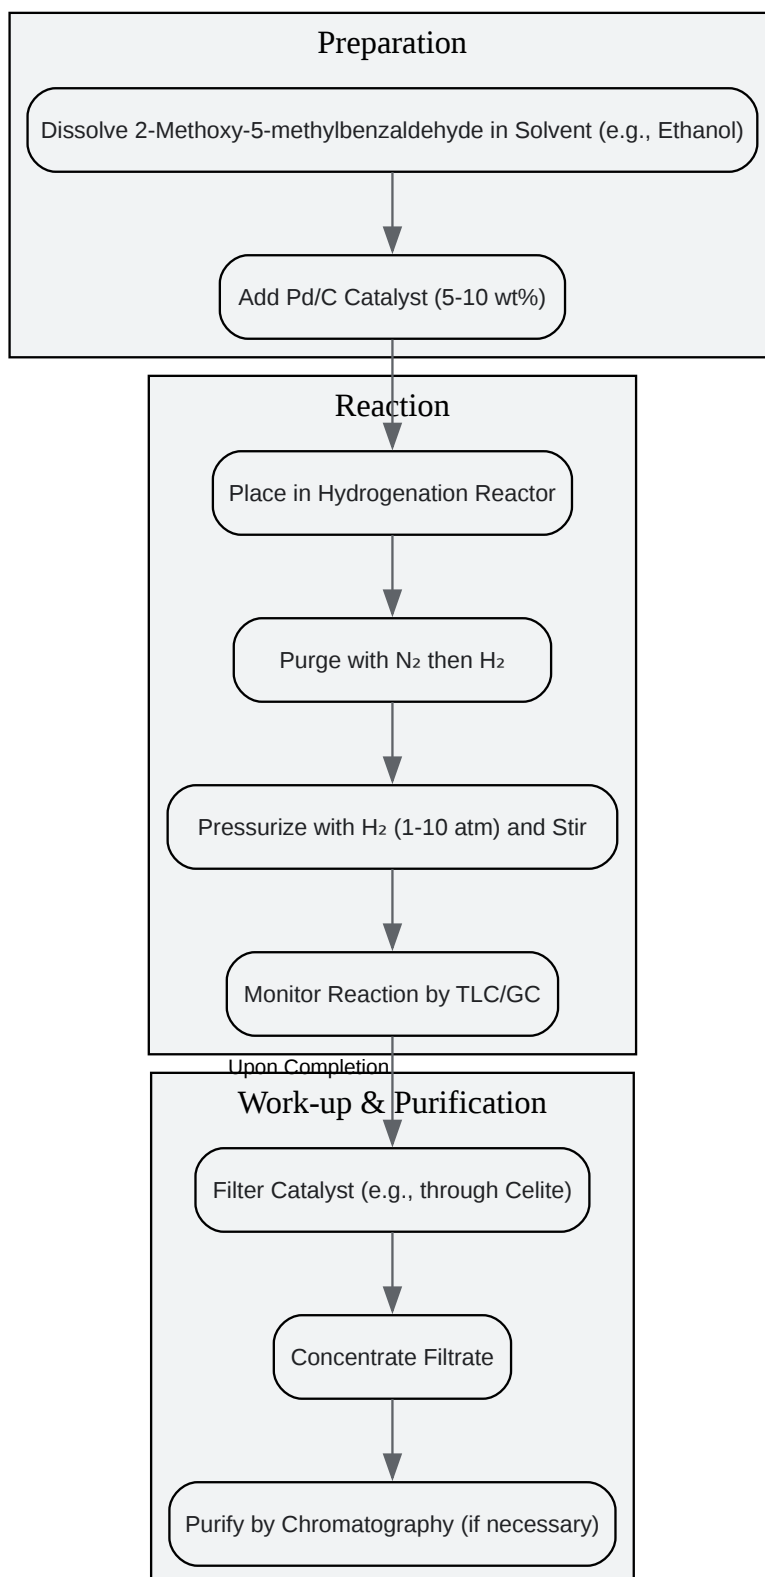 Preparation
Dissolve 2-Methoxy-5-methylbenzaldehyde in Solvent (e.g., Ethanol)
Add Pd/C Catalyst (5-10 wt%)
Reaction
Place in Hydrogenation Reactor
Purge with N₂ then H₂
Pressurize with H₂ (1-10 atm) and Stir
Monitor Reaction by TLC/GC
Upon Completion
Work-up & Purification
Filter Catalyst (e.g., through Celite)
Concentrate Filtrate
Purify by Chromatography (if necessary)